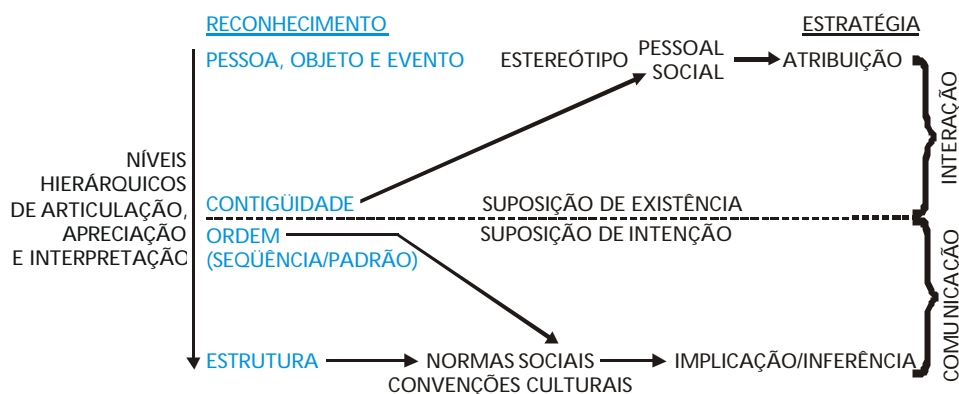 RECONHECIMENTO
ESTRATÉGIA
PESSOA, OBJETO E EVENTO
ESTEREÓTIPO
PESSOAL
SOCIAL
ATRIBUIÇÃO
INTERAÇÃO
NÍVEIS
HIERÁRQUICOS
DE ARTICULAÇÃO,
APRECIAÇÃO
E INTERPRETAÇÃO
CONTIGÜIDADE
SUPOSIÇÃO DE EXISTÊNCIA
ORDEM
SUPOSIÇÃO DE INTENÇÃO
(SEQÜÊNCIA/PADRÃO)
COMUNICAÇÃO
ESTRUTURA
NORMAS SOCIAIS
IMPLICAÇÃO/INFERÊNCIA
CONVENÇÕES CULTURAIS